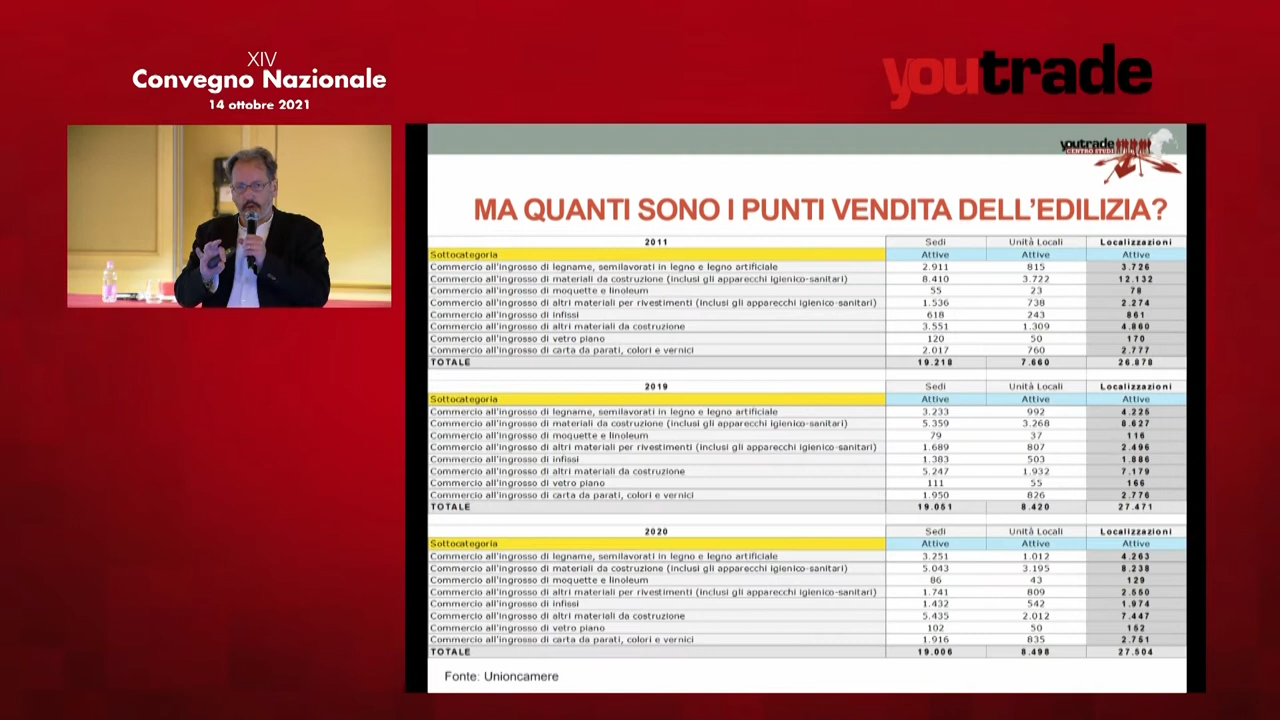 XIV
Convegno Nazionale
14 ottobre 2021
youtrade
youtrade
CENTRO STUDI
MA QUANTI SONO I PUNTI VENDITA DELL'EDILIZIA?
2011 Sedi Unità Locali Localizzazioni
Sottocategoria Attive Attive Attive
Commercio all'ingrosso di legname, semilavorati in legno e legno artificiale 2.911 815 3.726
Commercio all'ingrosso di materiali da costruzione (inclusi gli apparecchi igienico-sanitari) 8.410 3.722 12.132
Commercio all'ingrosso di moquette e linoleum 55 23 78
Commercio all'ingrosso di altri materiali per rivestimenti (inclusi gli apparecchi igienico-sanitari) 1.536 738 2.274
Commercio all'ingrosso di infissi 618 243 861
Commercio all'ingrosso di altri materiali da costruzione 3.551 1.309 4.860
Commercio all'ingrosso di vetro piano 120 50 170
Commercio all'ingrosso di carta da parati, colori e vernici 2.017 760 2.777
TOTALE 19.218 7.660 26.878
2019 Sedi Unità Locali Localizzazioni
Sottocategoria Attive Attive Attive
Commercio all'ingrosso di legname, semilavorati in legno e legno artificiale 3.233 992 4.225
Commercio all'ingrosso di materiali da costruzione (inclusi gli apparecchi igienico-sanitari) 5.359 3.268 8.627
Commercio all'ingrosso di moquette e linoleum 79 37 116
Commercio all'ingrosso di altri materiali per rivestimenti (inclusi gli apparecchi igienico-sanitari) 1.689 807 2.496
Commercio all'ingrosso di infissi 1.383 503 1.886
Commercio all'ingrosso di altri materiali da costruzione 5.247 1.932 7.179
Commercio all'ingrosso di vetro piano 111 55 166
Commercio all'ingrosso di carta da parati, colori e vernici 1.950 826 2.776
TOTALE 19.051 8.420 27.471
2020 Sedi Unità Locali Localizzazioni
Sottocategoria Attive Attive Attive
Commercio all'ingrosso di legname, semilavorati in legno e legno artificiale 3.251 1.012 4.263
Commercio all'ingrosso di materiali da costruzione (inclusi gli apparecchi igienico-sanitari) 5.043 3.195 8.238
Commercio all'ingrosso di moquette e linoleum 86 43 129
Commercio all'ingrosso di altri materiali per rivestimenti (inclusi gli apparecchi igienico-sanitari) 1.741 809 2.550
Commercio all'ingrosso di infissi 1.432 542 1.974
Commercio all'ingrosso di altri materiali da costruzione 5.435 2.012 7.447
Commercio all'ingrosso di vetro piano 102 50 152
Commercio all'ingrosso di carta da parati, colori e vernici 1.916 835 2.751
TOTALE 19.006 8.498 27.504
Fonte: Unioncamere